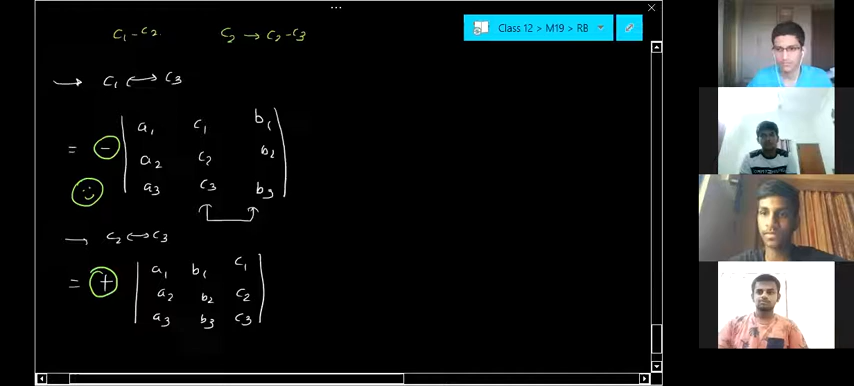 C₁ - C₂ C₂ → C₂ - C₃
Class 12 > M19 > RB
→ C₁ ↔ C₃
= - | a₁ c₁ b₁ |
| a₂ c₂ b₂ |
| a₃ c₃ b₃ |
→ C₂ ↔ C₃
= + | a₁ b₁ c₁ |
| a₂ b₂ c₂ |
| a₃ b₃ c₃ |